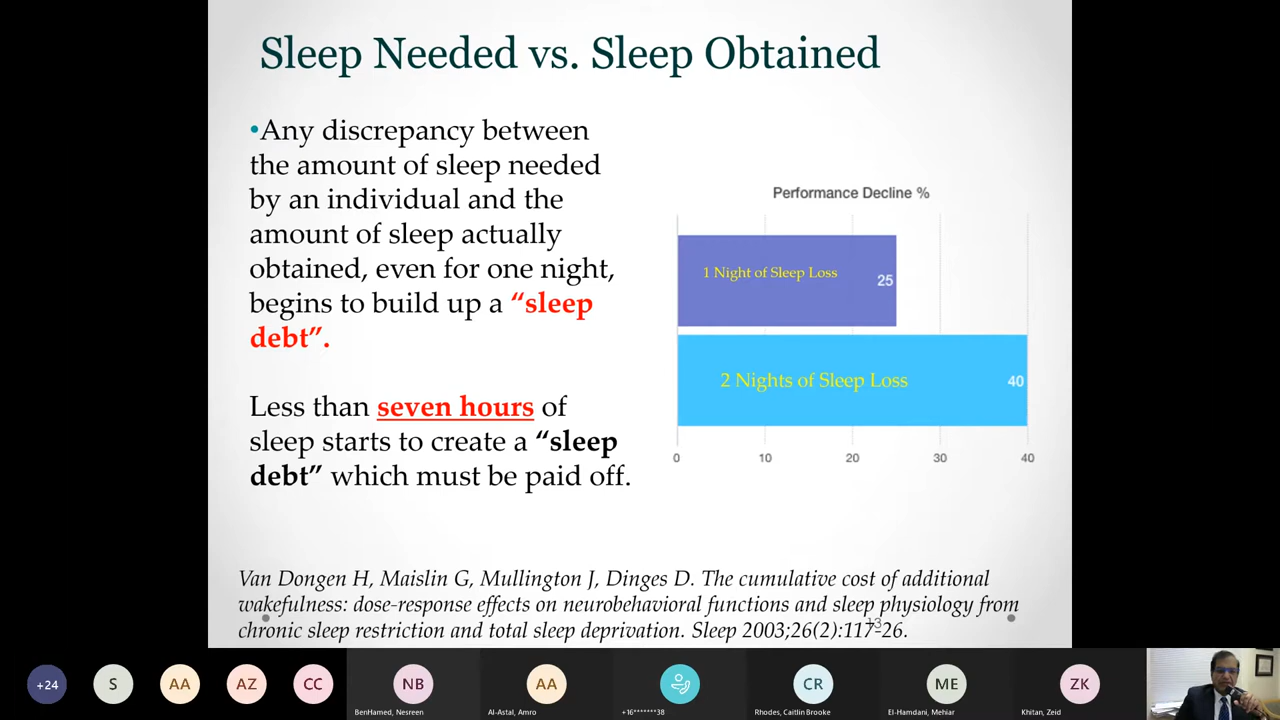 Sleep Needed vs. Sleep Obtained
•Any discrepancy between
the amount of sleep needed
by an individual and the
amount of sleep actually
obtained, even for one night,
begins to build up a “sleep
debt”.
Less than seven hours of
sleep starts to create a “sleep
debt” which must be paid off.
Performance Decline %
1 Night of Sleep Loss
25
2 Nights of Sleep Loss
40
0 10 20 30 40
Van Dongen H, Maislin G, Mullington J, Dinges D. The cumulative cost of additional
wakefulness: dose-response effects on neurobehavioral functions and sleep physiology from
chronic sleep restriction and total sleep deprivation. Sleep 2003;26(2):117-26.
13
+24 S AA AZ CC NB AA CR ME ZK
BenHamed, Nesreen Al-Astal, Amro +16*******38 Rhodes, Caitlin Brooke El-Hamdani, Mehiar Khitan, Zeid